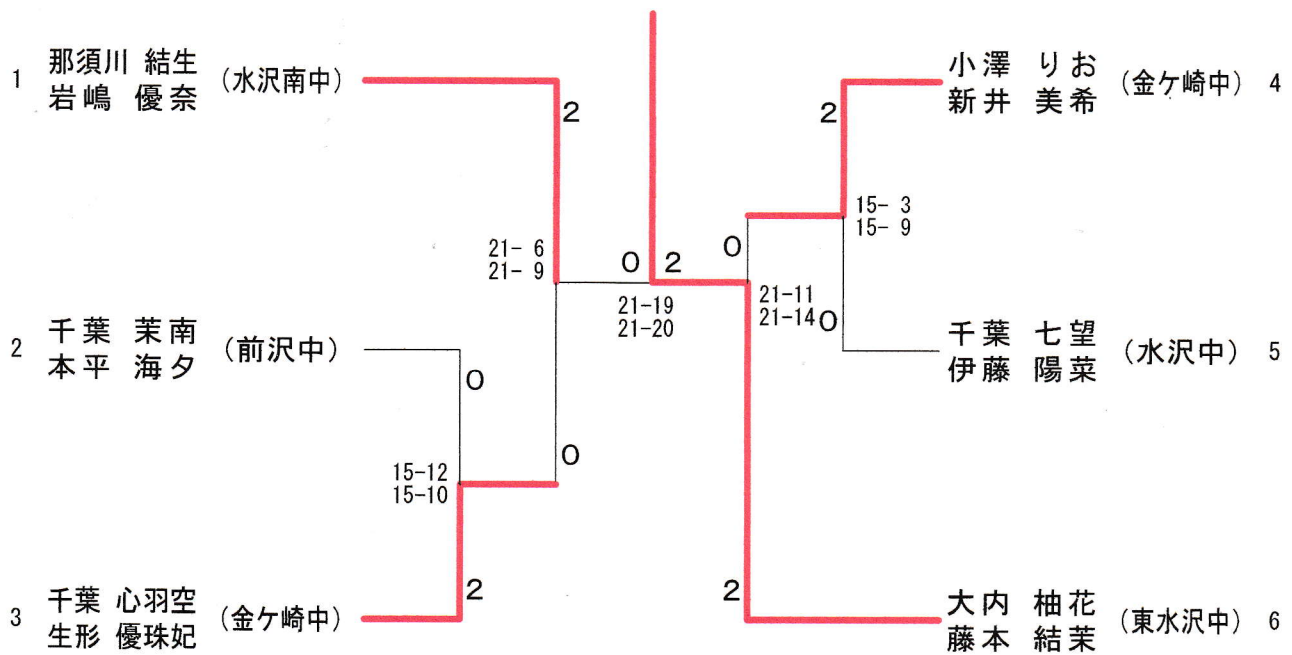 1 那須川 結生 (水沢南中)
岩嶋 優奈
2
21- 6
21- 9
2 千葉 茉南 (前沢中)
本平 海夕
0
15-12
15-10
0
3 千葉 心羽空 (金ケ崎中)
生形 優珠妃
2
0 2
21-19
21-20
小澤 りお (金ケ崎中) 4
新井 美希
2
15- 3
15- 9
0
21-11
21-14
0
千葉 七望 (水沢中) 5
伊藤 陽菜
2
大内 柚花 (東水沢中) 6
藤本 結茉